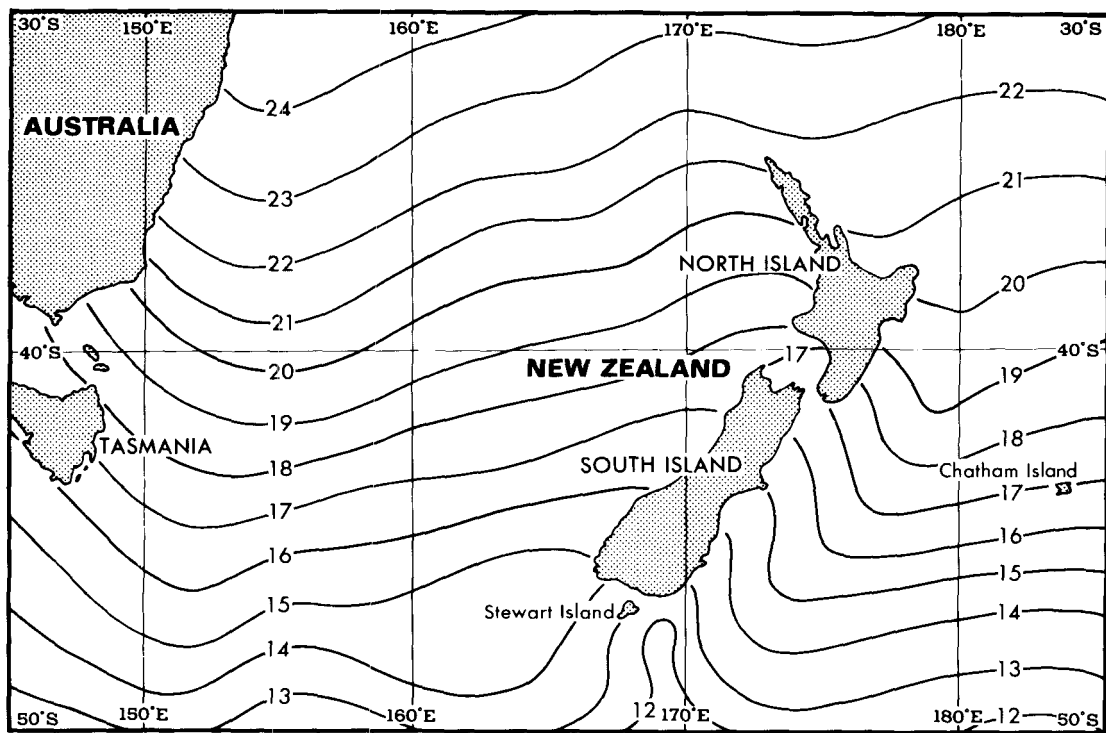 30°S 150°E 160°E 170°E 180°E 30°S
24
22
AUSTRALIA
23
21
22
NORTH ISLAND
20
21
40°S 40°S
17
20
NEW ZEALAND
19
19
18
TASMANIA
18
SOUTH ISLAND
Chatham Island
17
17
16
16
15
15
Stewart Island
14
14
13
13
12
12
50°S 150°E 160°E 170°E 180°E 50°S